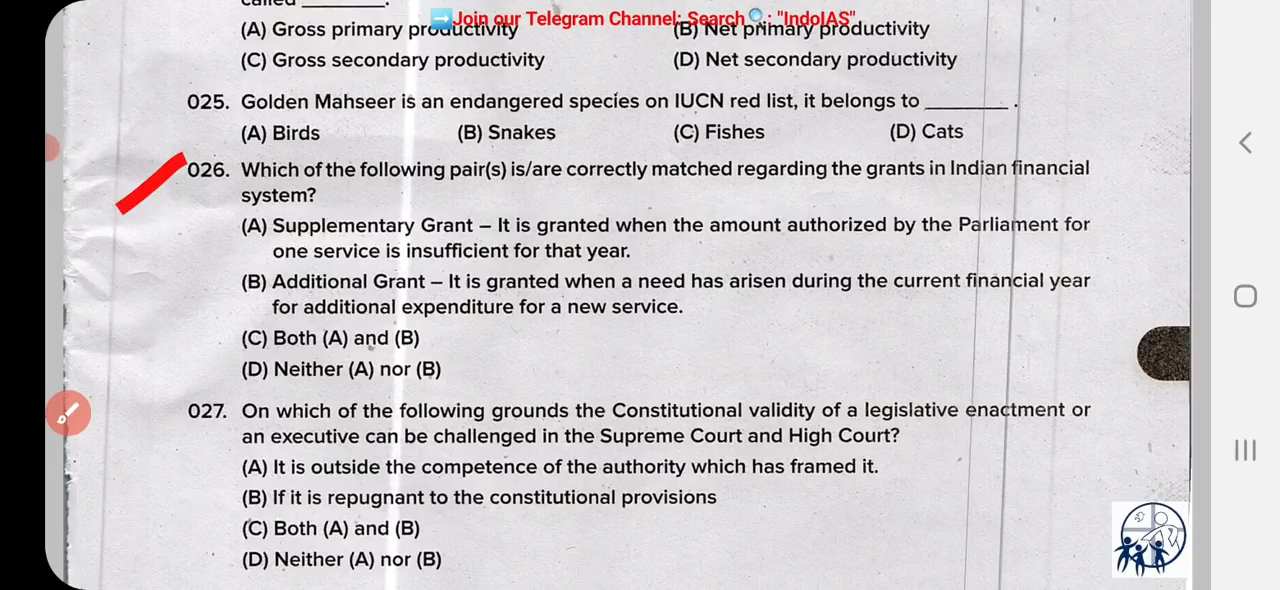 called ________.
➡Join our Telegram Channel: Search🔍: "IndoIAS"
(A) Gross primary productivity (B) Net primary productivity
(C) Gross secondary productivity (D) Net secondary productivity
025. Golden Mahseer is an endangered species on IUCN red list, it belongs to ________ .
(A) Birds (B) Snakes (C) Fishes (D) Cats
026. Which of the following pair(s) is/are correctly matched regarding the grants in Indian financial
system?
(A) Supplementary Grant – It is granted when the amount authorized by the Parliament for
one service is insufficient for that year.
(B) Additional Grant – It is granted when a need has arisen during the current financial year
for additional expenditure for a new service.
(C) Both (A) and (B)
(D) Neither (A) nor (B)
027. On which of the following grounds the Constitutional validity of a legislative enactment or
an executive can be challenged in the Supreme Court and High Court?
(A) It is outside the competence of the authority which has framed it.
(B) If it is repugnant to the constitutional provisions
(C) Both (A) and (B)
(D) Neither (A) nor (B)